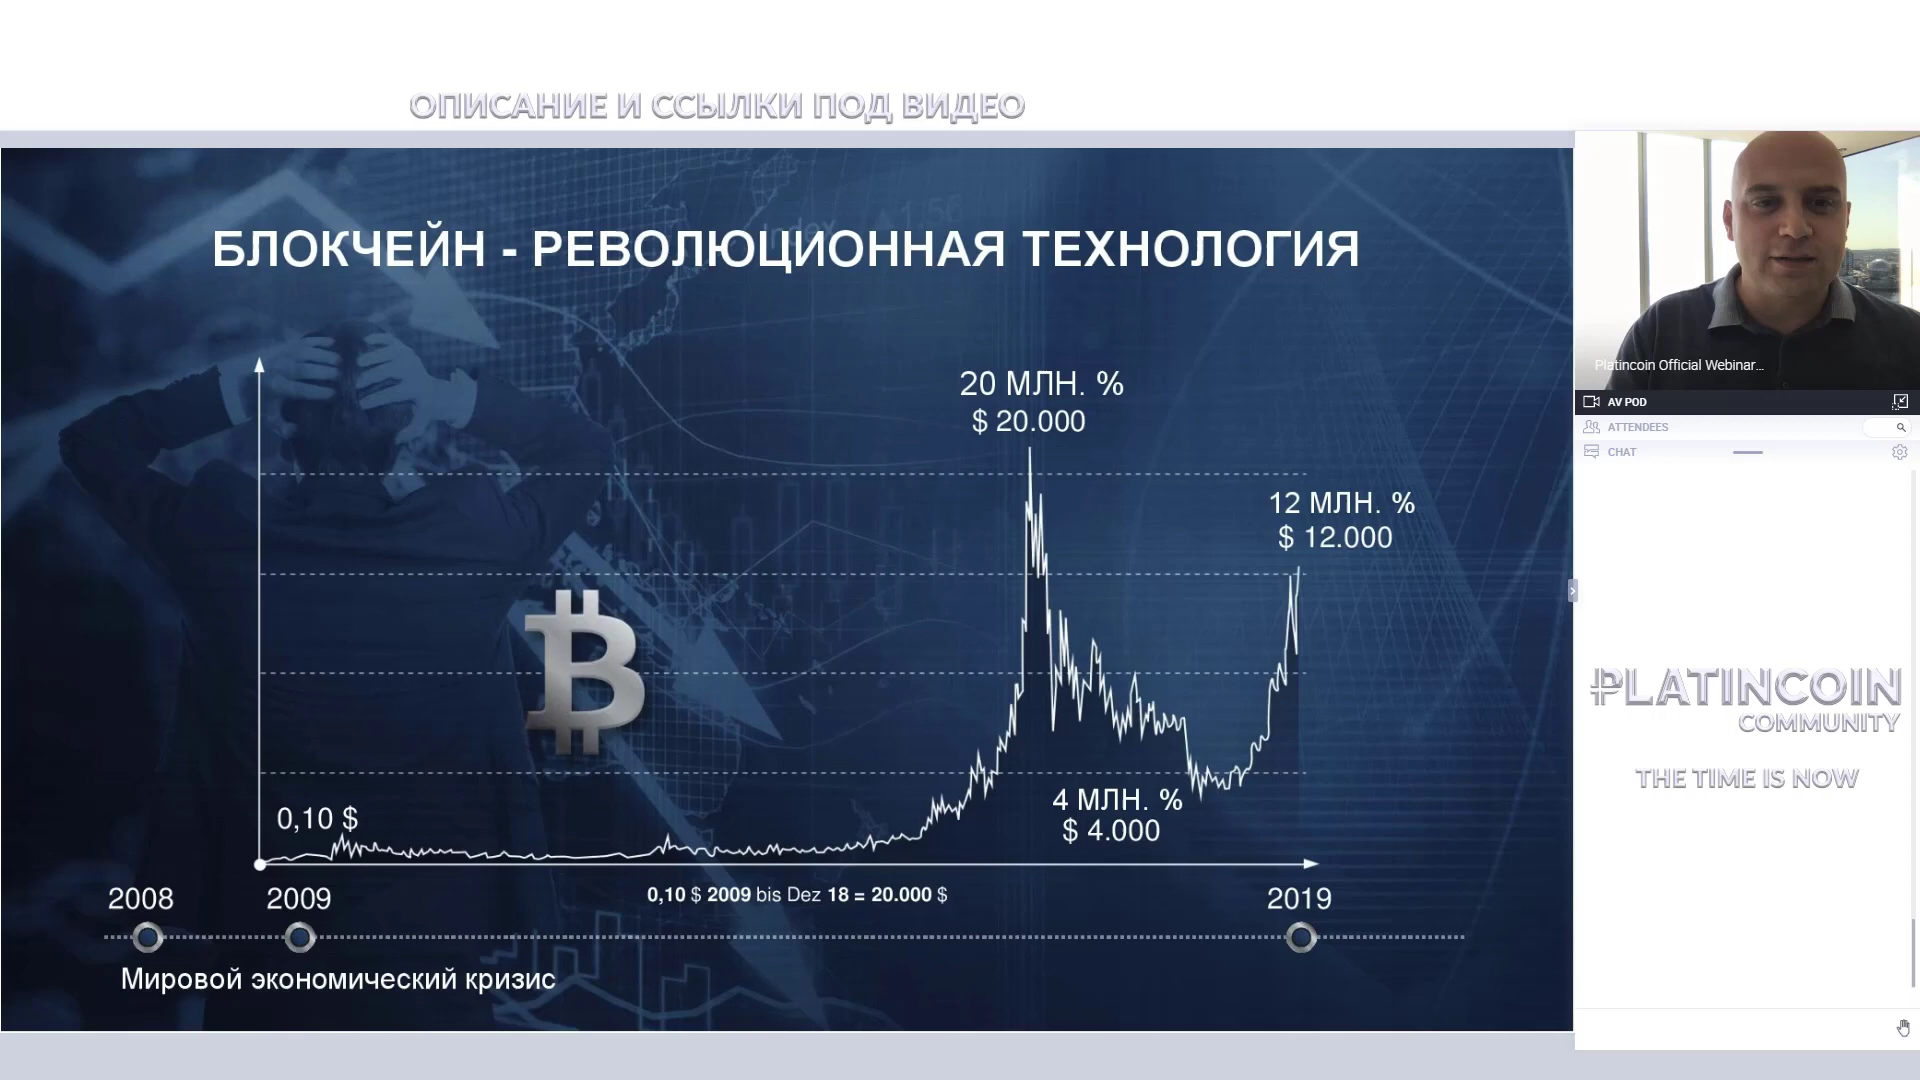 ОПИСАНИЕ И ССЫЛКИ ПОД ВИДЕО
БЛОКЧЕЙН - РЕВОЛЮЦИОННАЯ ТЕХНОЛОГИЯ
20 МЛН. %
$ 20.000
12 МЛН. %
$ 12.000
0,10 $
4 МЛН. %
$ 4.000
2008
2009
0,10 $ 2009 bis Dez 18 = 20.000 $
2019
Мировой экономический кризис
Platincoin Official Webinar...
AV POD
ATTENDEES
CHAT
PLATINCOIN
COMMUNITY
THE TIME IS NOW